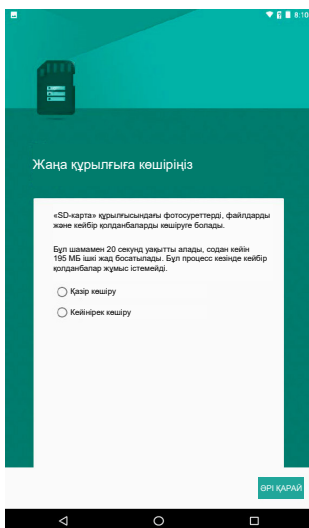 8:10
Жаңа құрылғыға көшіріңіз
«SD-карта» құрылғысындағы фотосуреттерді, файлдарды
және кейбір қолданбаларды көшіруге болады.
Бұл шамамен 20 секунд уақытты алады, содан кейін
195 МБ ішкі жад босатылады. Бұл процесс кезінде кейбір
қолданбалар жұмыс істемейді.
Қазір көшіру
Кейінірек көшіру
ӘРІ ҚАРАЙ